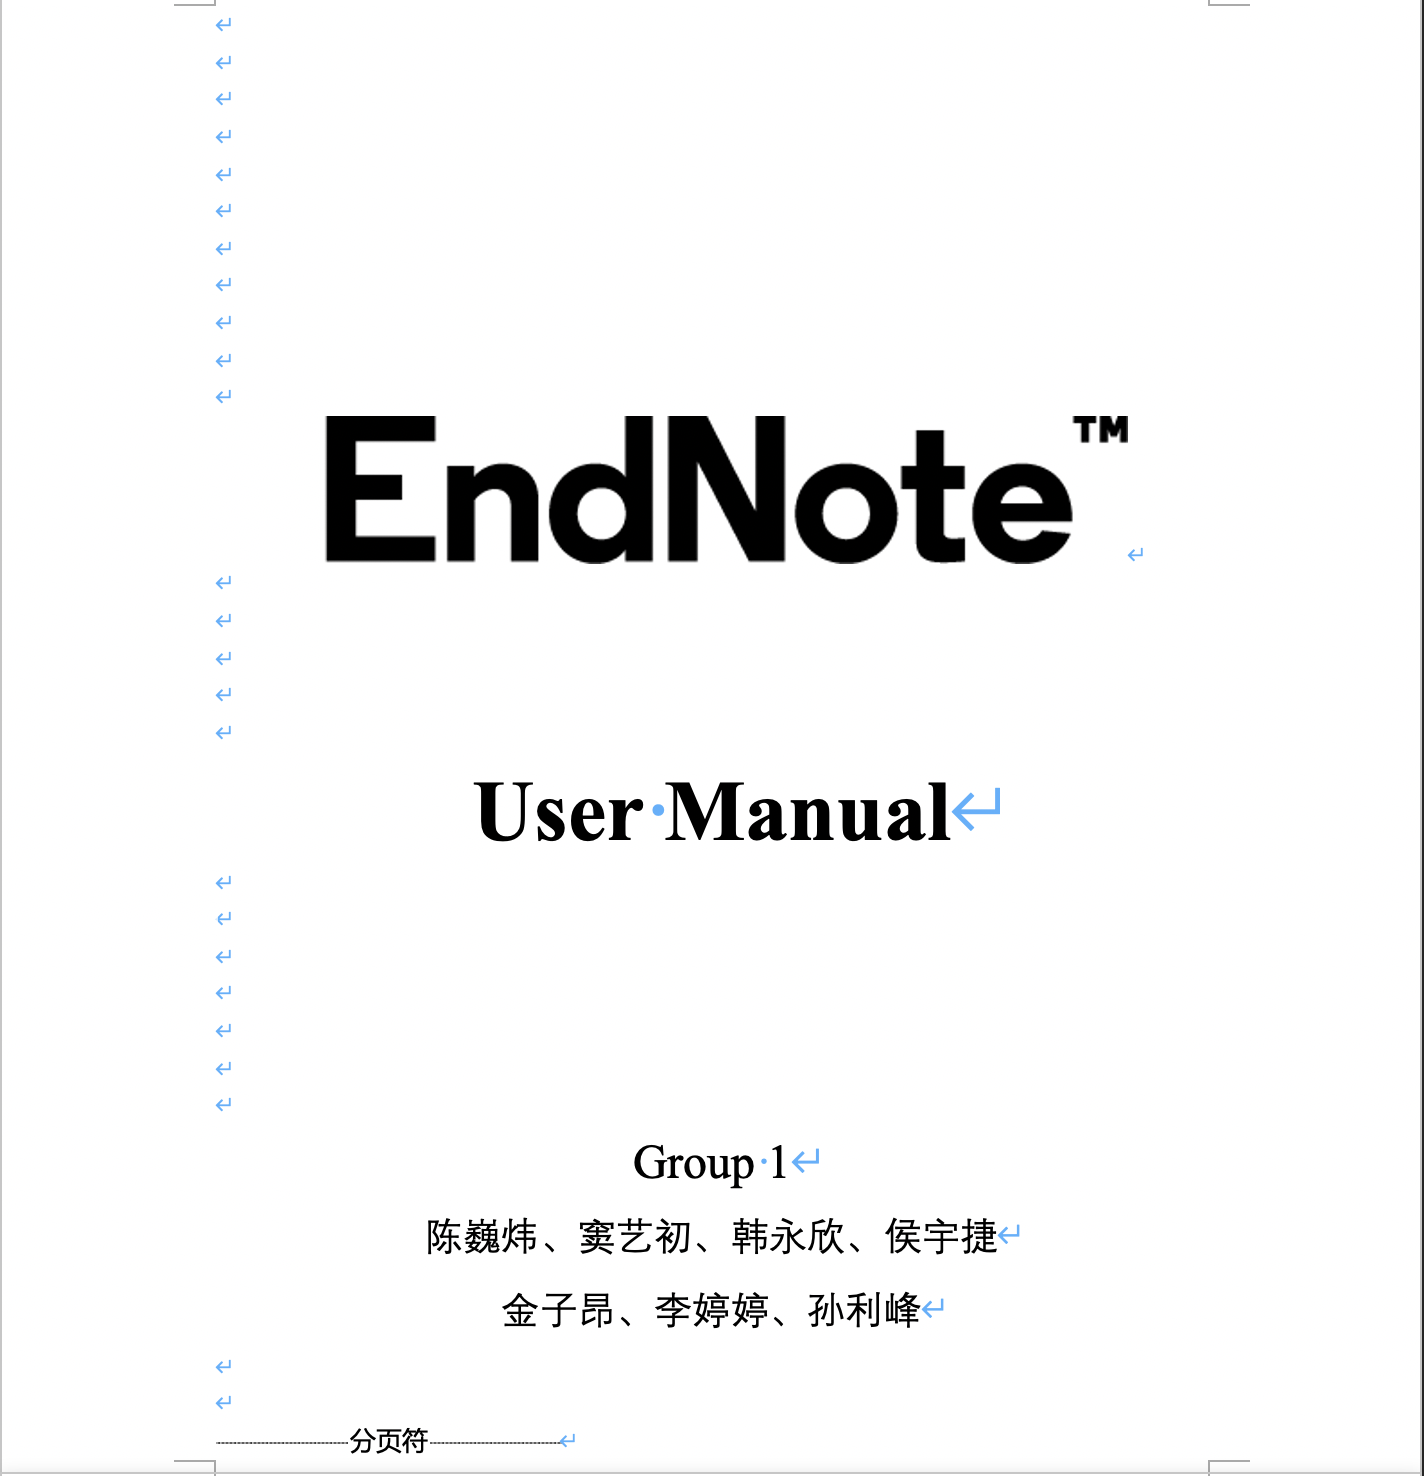 EndNote™
User Manual
Group 1
陈巍炜、窦艺初、韩永欣、侯宇捷
金子昂、李婷婷、孙利峰
分页符